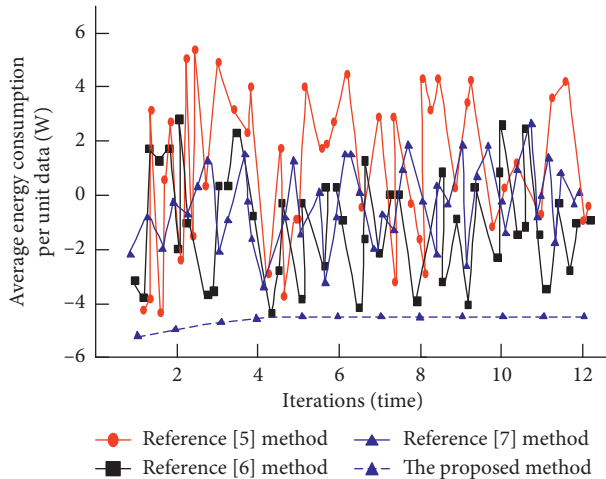 Average energy consumption
per unit data (W)
6
4
2
0
−2
−4
−6
2
4
6
8
10
12
Iterations (time)
Reference [5] method
Reference [7] method
Reference [6] method
The proposed method